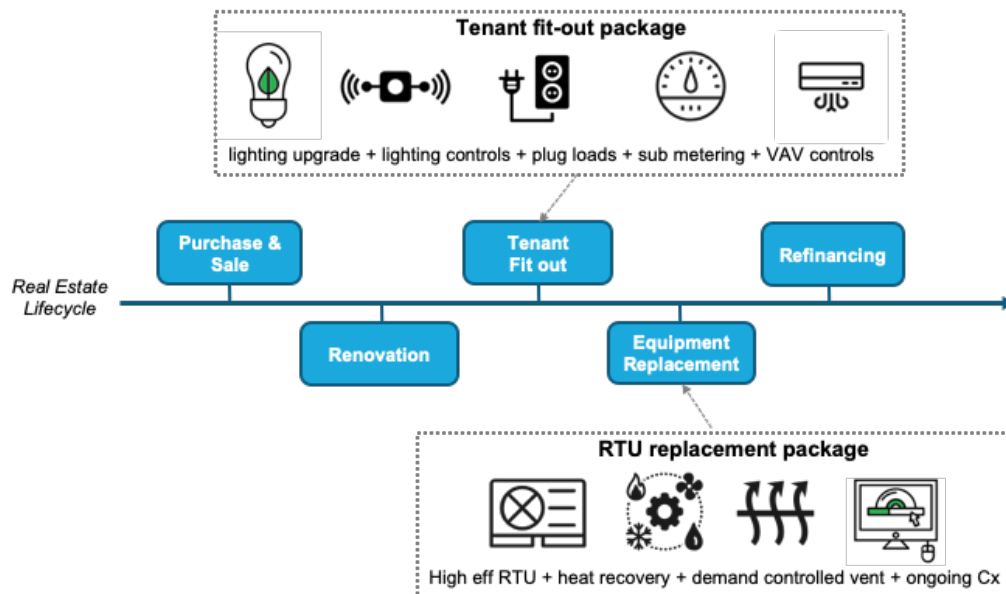 Tenant fit-out package
lighting upgrade + lighting controls + plug loads + sub metering + VAV controls
Purchase &
Sale
Tenant
Fit out
Refinancing
Real Estate
Lifecycle
Renovation
Equipment
Replacement
RTU replacement package
High eff RTU + heat recovery + demand controlled vent + ongoing Cx